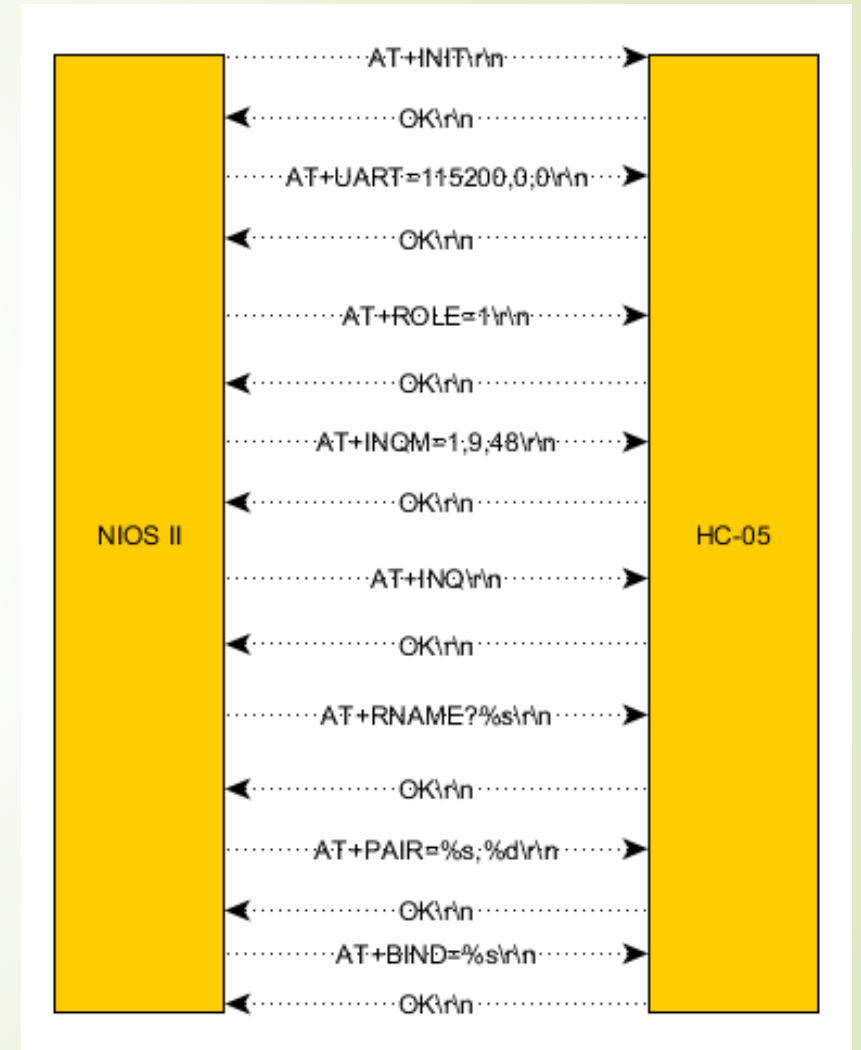 AT+INIT\r\n
OK\r\n
AT+UART=115200,0,0\r\n
OK\r\n
AT+ROLE=1\r\n
OK\r\n
AT+INQM=1,9,48\r\n
OK\r\n
NIOS II
HC-05
AT+INQ\r\n
OK\r\n
AT+RNAME?%s\r\n
OK\r\n
AT+PAIR=%s,%d\r\n
OK\r\n
AT+BIND=%s\r\n
OK\r\n